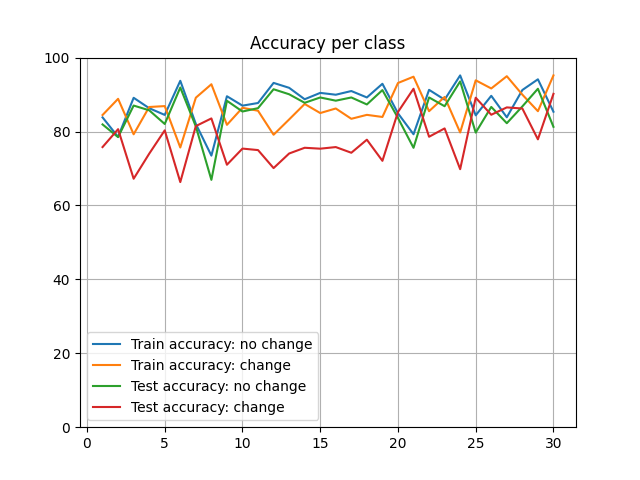 Accuracy per class
100
80
60
40
20
0
Train accuracy: no change
Train accuracy: change
Test accuracy: no change
Test accuracy: change
0 5 10 15 20 25 30